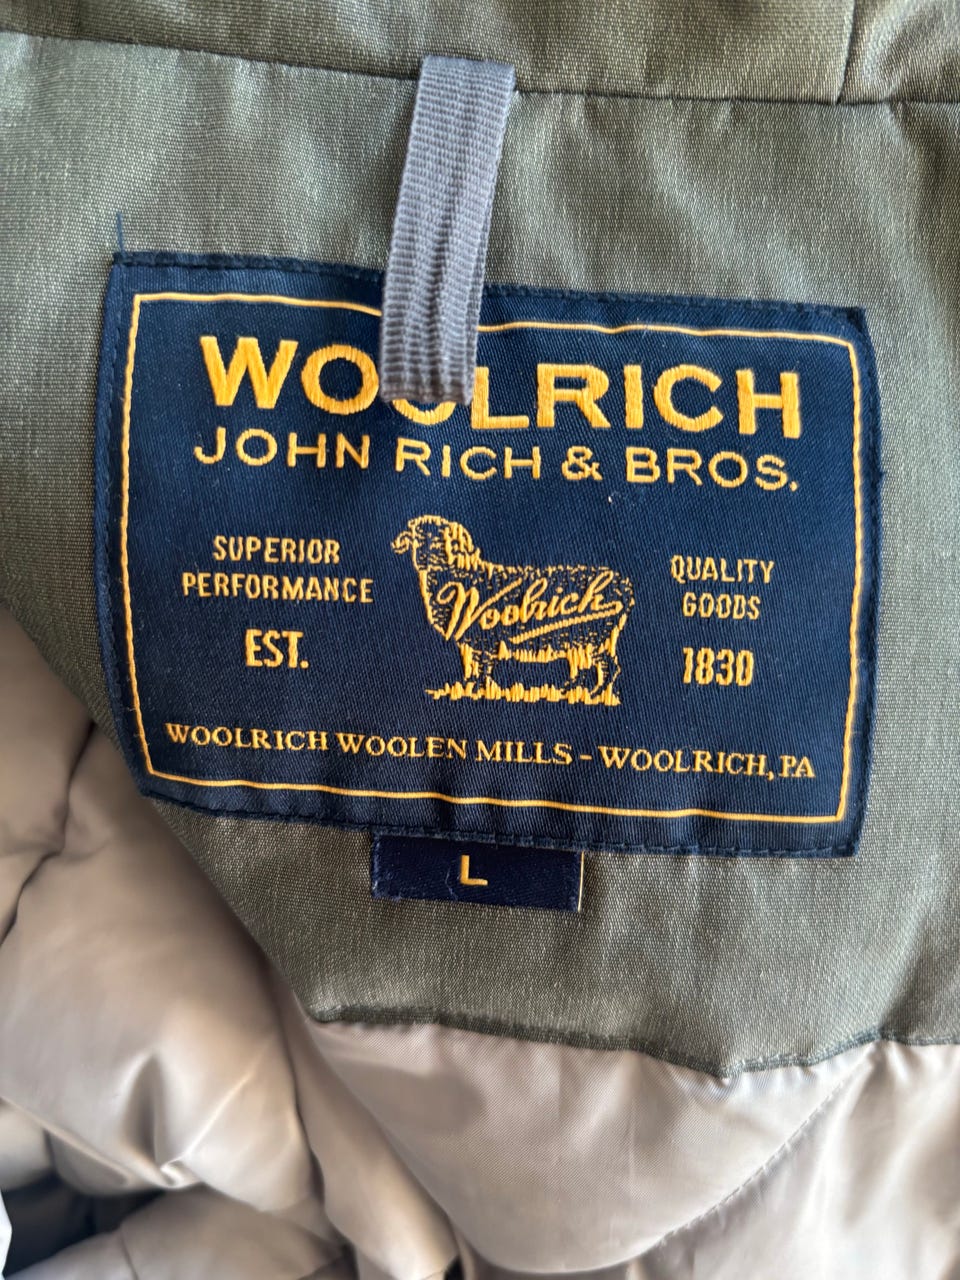 WOOLRICH
JOHN RICH & BROS.
SUPERIOR
PERFORMANCE
EST.
Woolrich
QUALITY
GOODS
1830
WOOLRICH WOOLEN MILLS - WOOLRICH, PA
L